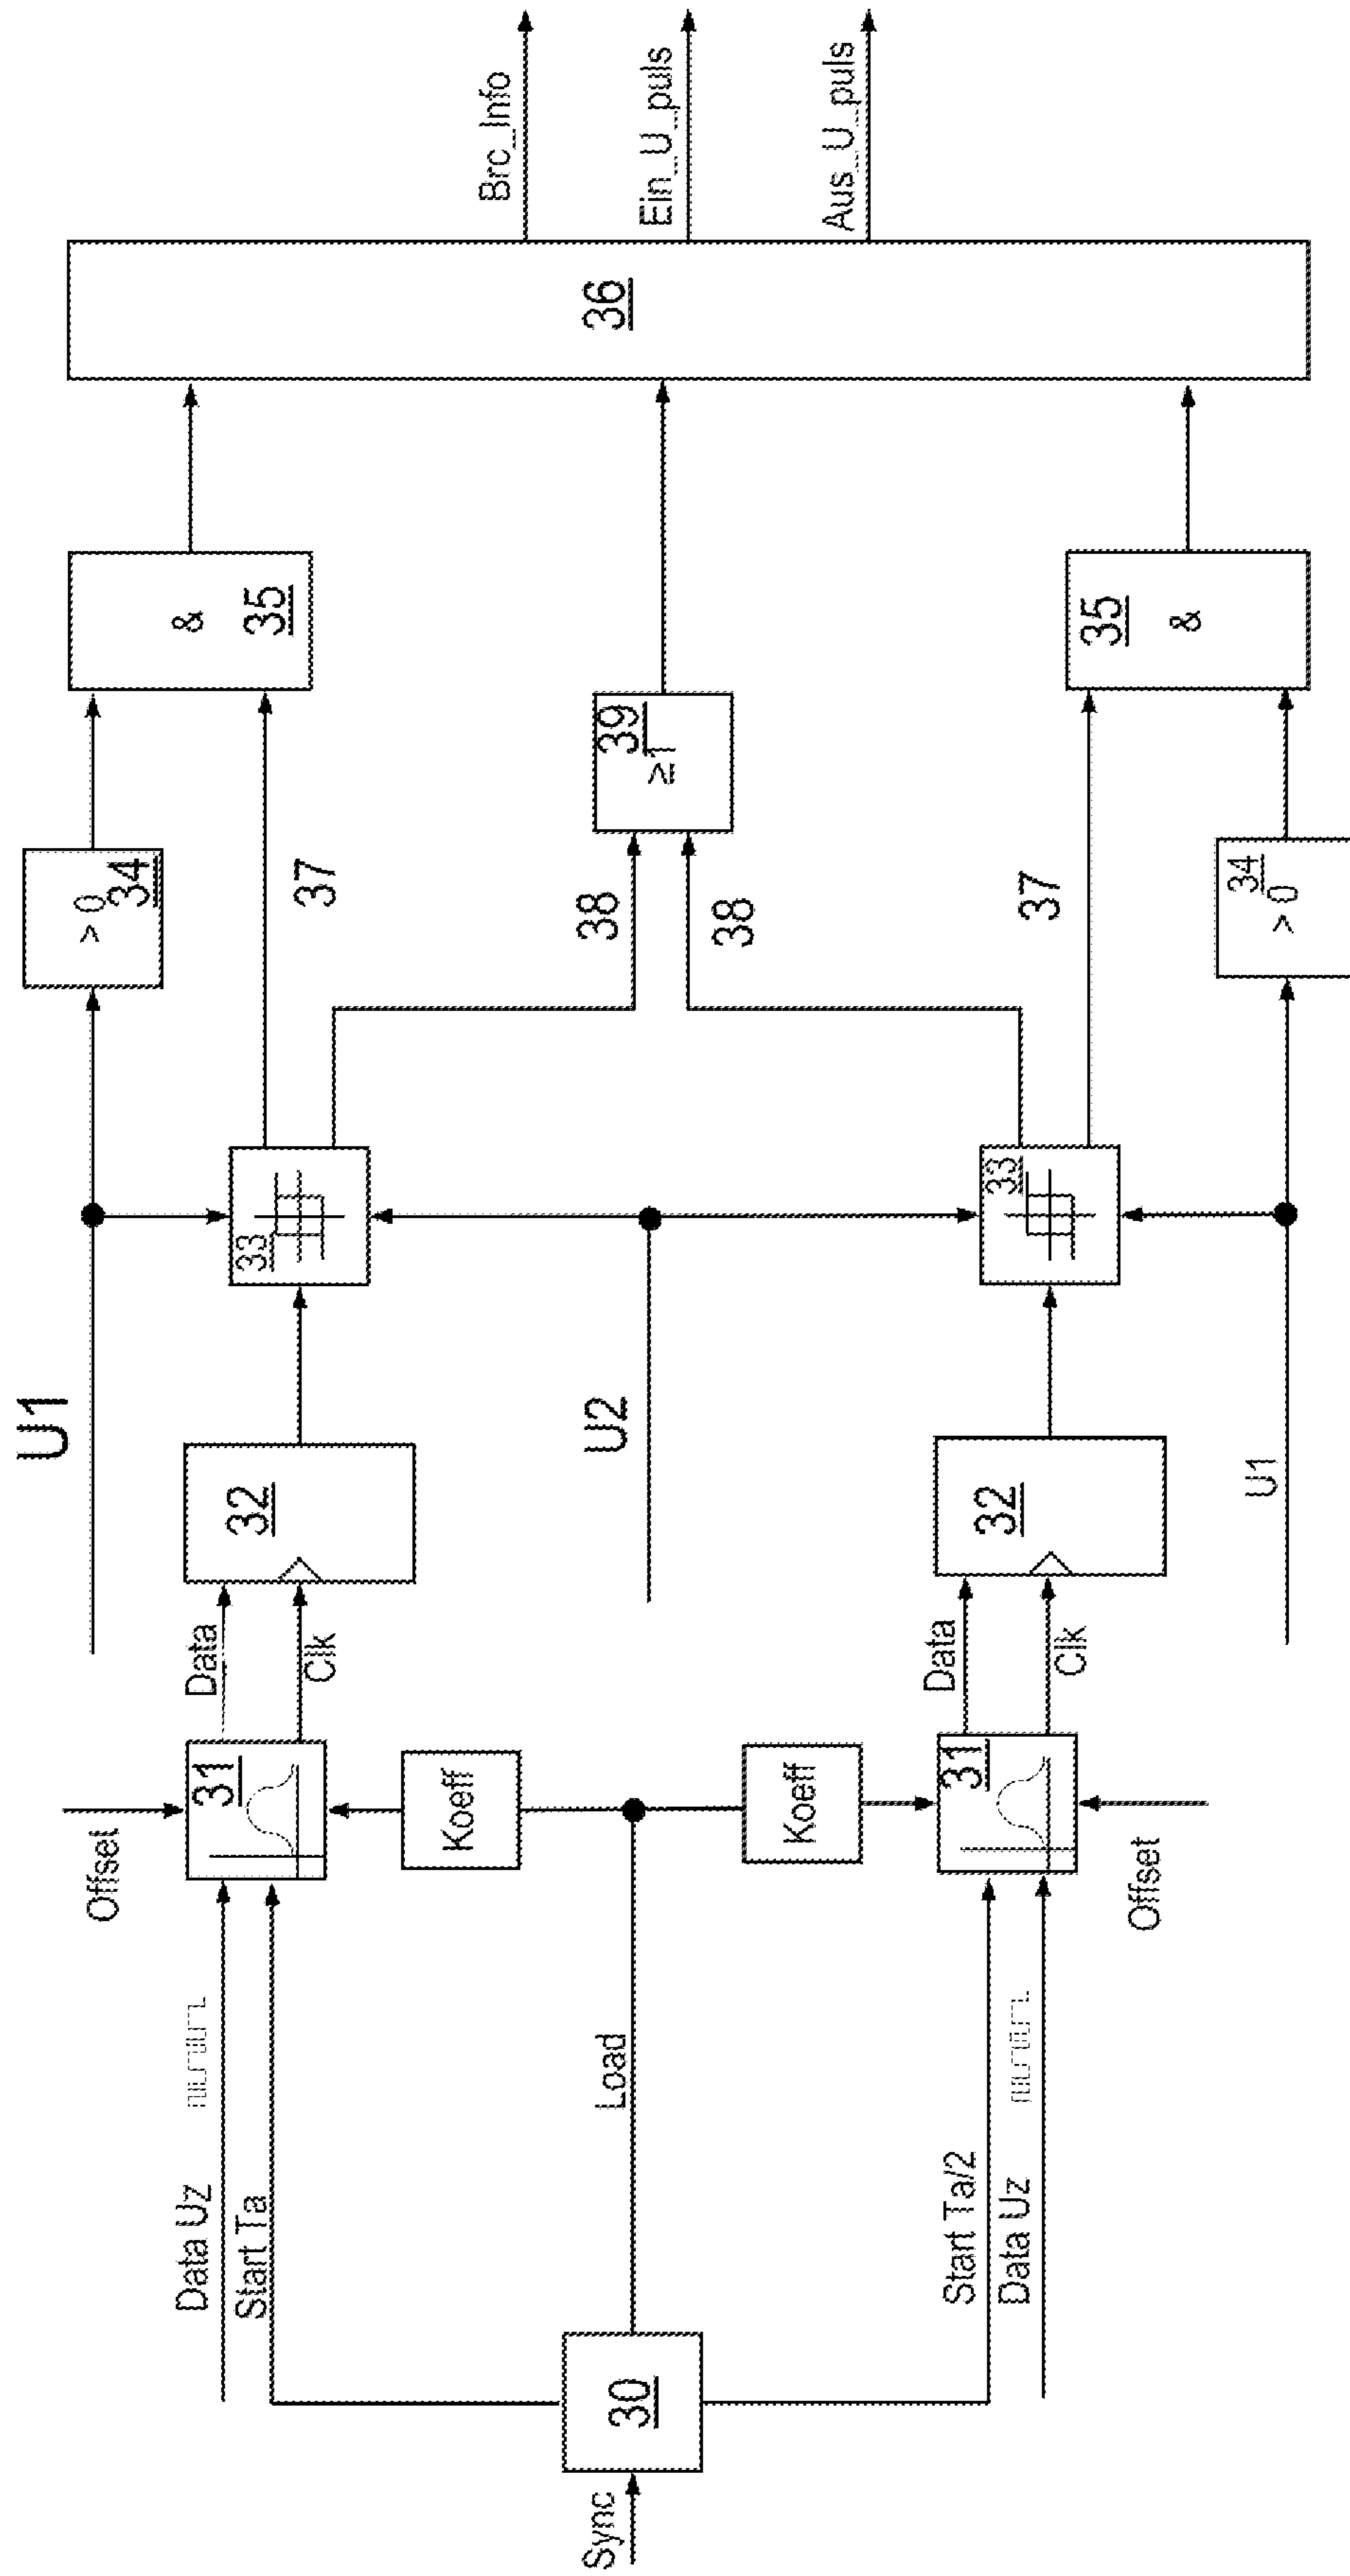 Sync
30
Data Uz
Start Ta
Load
Start Ta/2
Data Uz
Offset
31
Koeff
Koeff
31
Offset
Data
Clk
Data
Clk
32
32
U1
U2
U1
33
33
> 0
34
37
38
38
37
34
> 0
&
35
39
≥1
35
&
36
Brc_Info
Ein_U_puls
Aus_U_puls